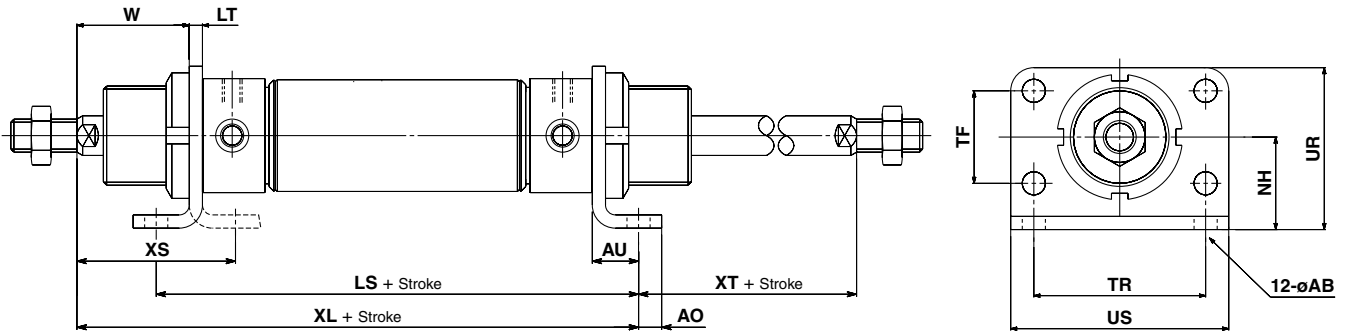 W
LT
XS
AU
LS + Stroke
XT + Stroke
XL + Stroke
AO
TF
UR
NH
TR
12-øAB
US